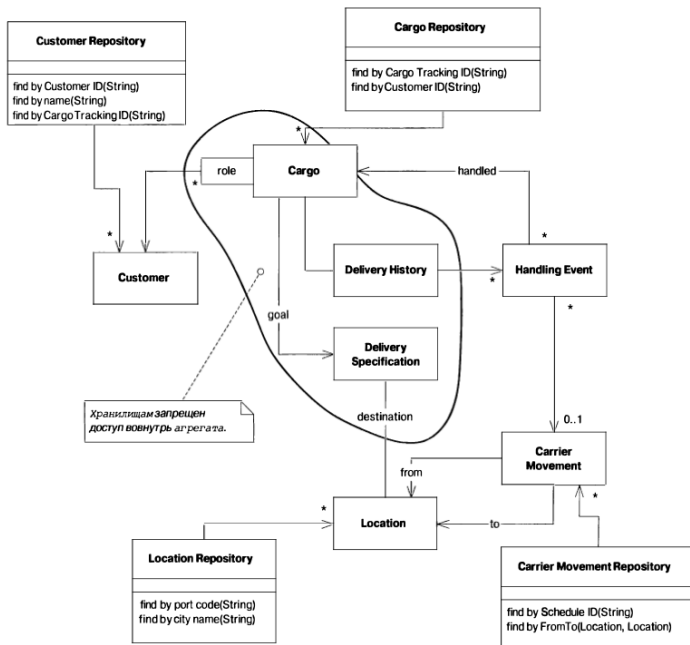 Customer Repository
find by Customer ID(String)
find by name(String)
find by Cargo Tracking ID(String)
Cargo Repository
find by Cargo Tracking ID(String)
find by Customer ID(String)
*
role
*
Cargo
handled
*
*
Customer
Delivery History
*
Handling Event
*
goal
Delivery
Specification
Хранилищам запрещен
доступ вовнутрь агрегата.
destination
0..1
Carrier
Movement
from
*
*
Location
to
Location Repository
find by port code(String)
find by city name(String)
Carrier Movement Repository
find by Schedule ID(String)
find by FromTo(Location, Location)